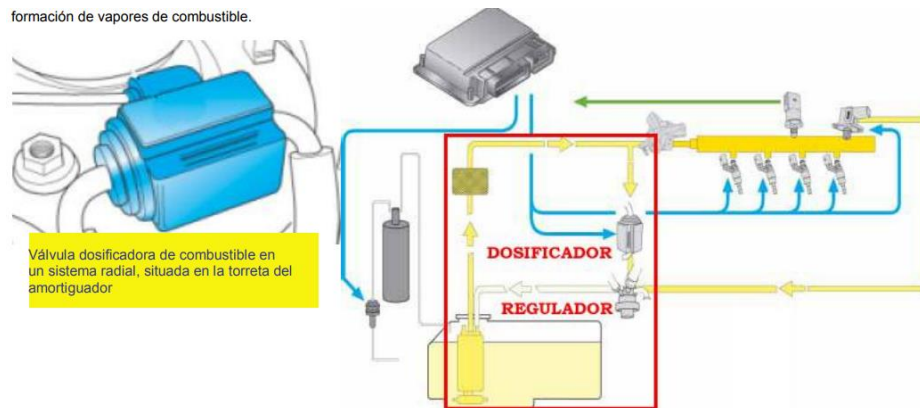 formación de vapores de combustible.
Válvula dosificadora de combustible en
un sistema radial, situada en la torreta del
amortiguador
DOSIFICADOR
REGULADOR